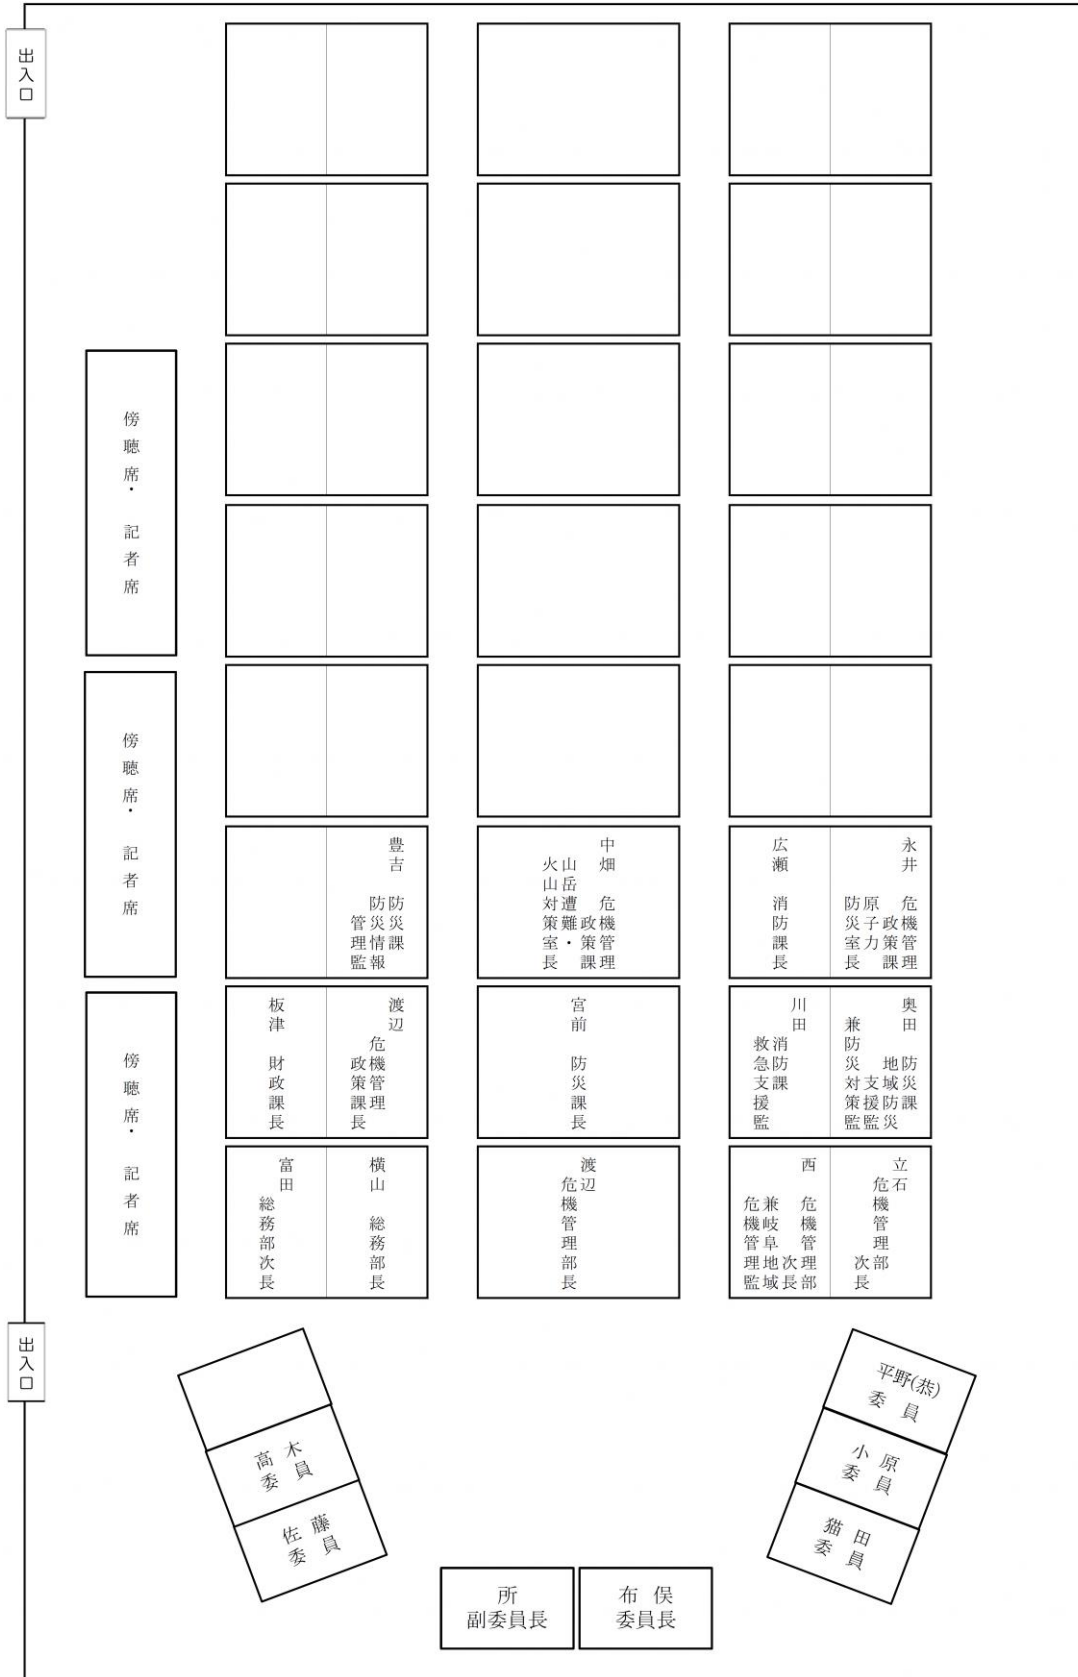 出入口
傍聴席・記者席
傍聴席・記者席
傍聴席・記者席
豊吉 防災課
防災情報
管理監
中畑 危機管理
政策課
山岳遭難・
火山対策室長
広瀬 消防課長
永井 危機管理
政策課
原子力
防災室長
板津 財政課長
渡辺
危機管理
政策課長
宮前 防災課長
川田
消防課
救急支援監
奥田 防災課
地域防災
支援監
兼防災対策監
富田
総務部次長
横山 総務部長
渡辺
危機管理部長
西 危機管理部
次長
兼岐阜地域
危機管理監
立石
危機管理部
次長
出入口
高木
委員
佐藤
委員
平野(恭)
委員
小原
委員
猫田
委員
所
副委員長
布俣
委員長